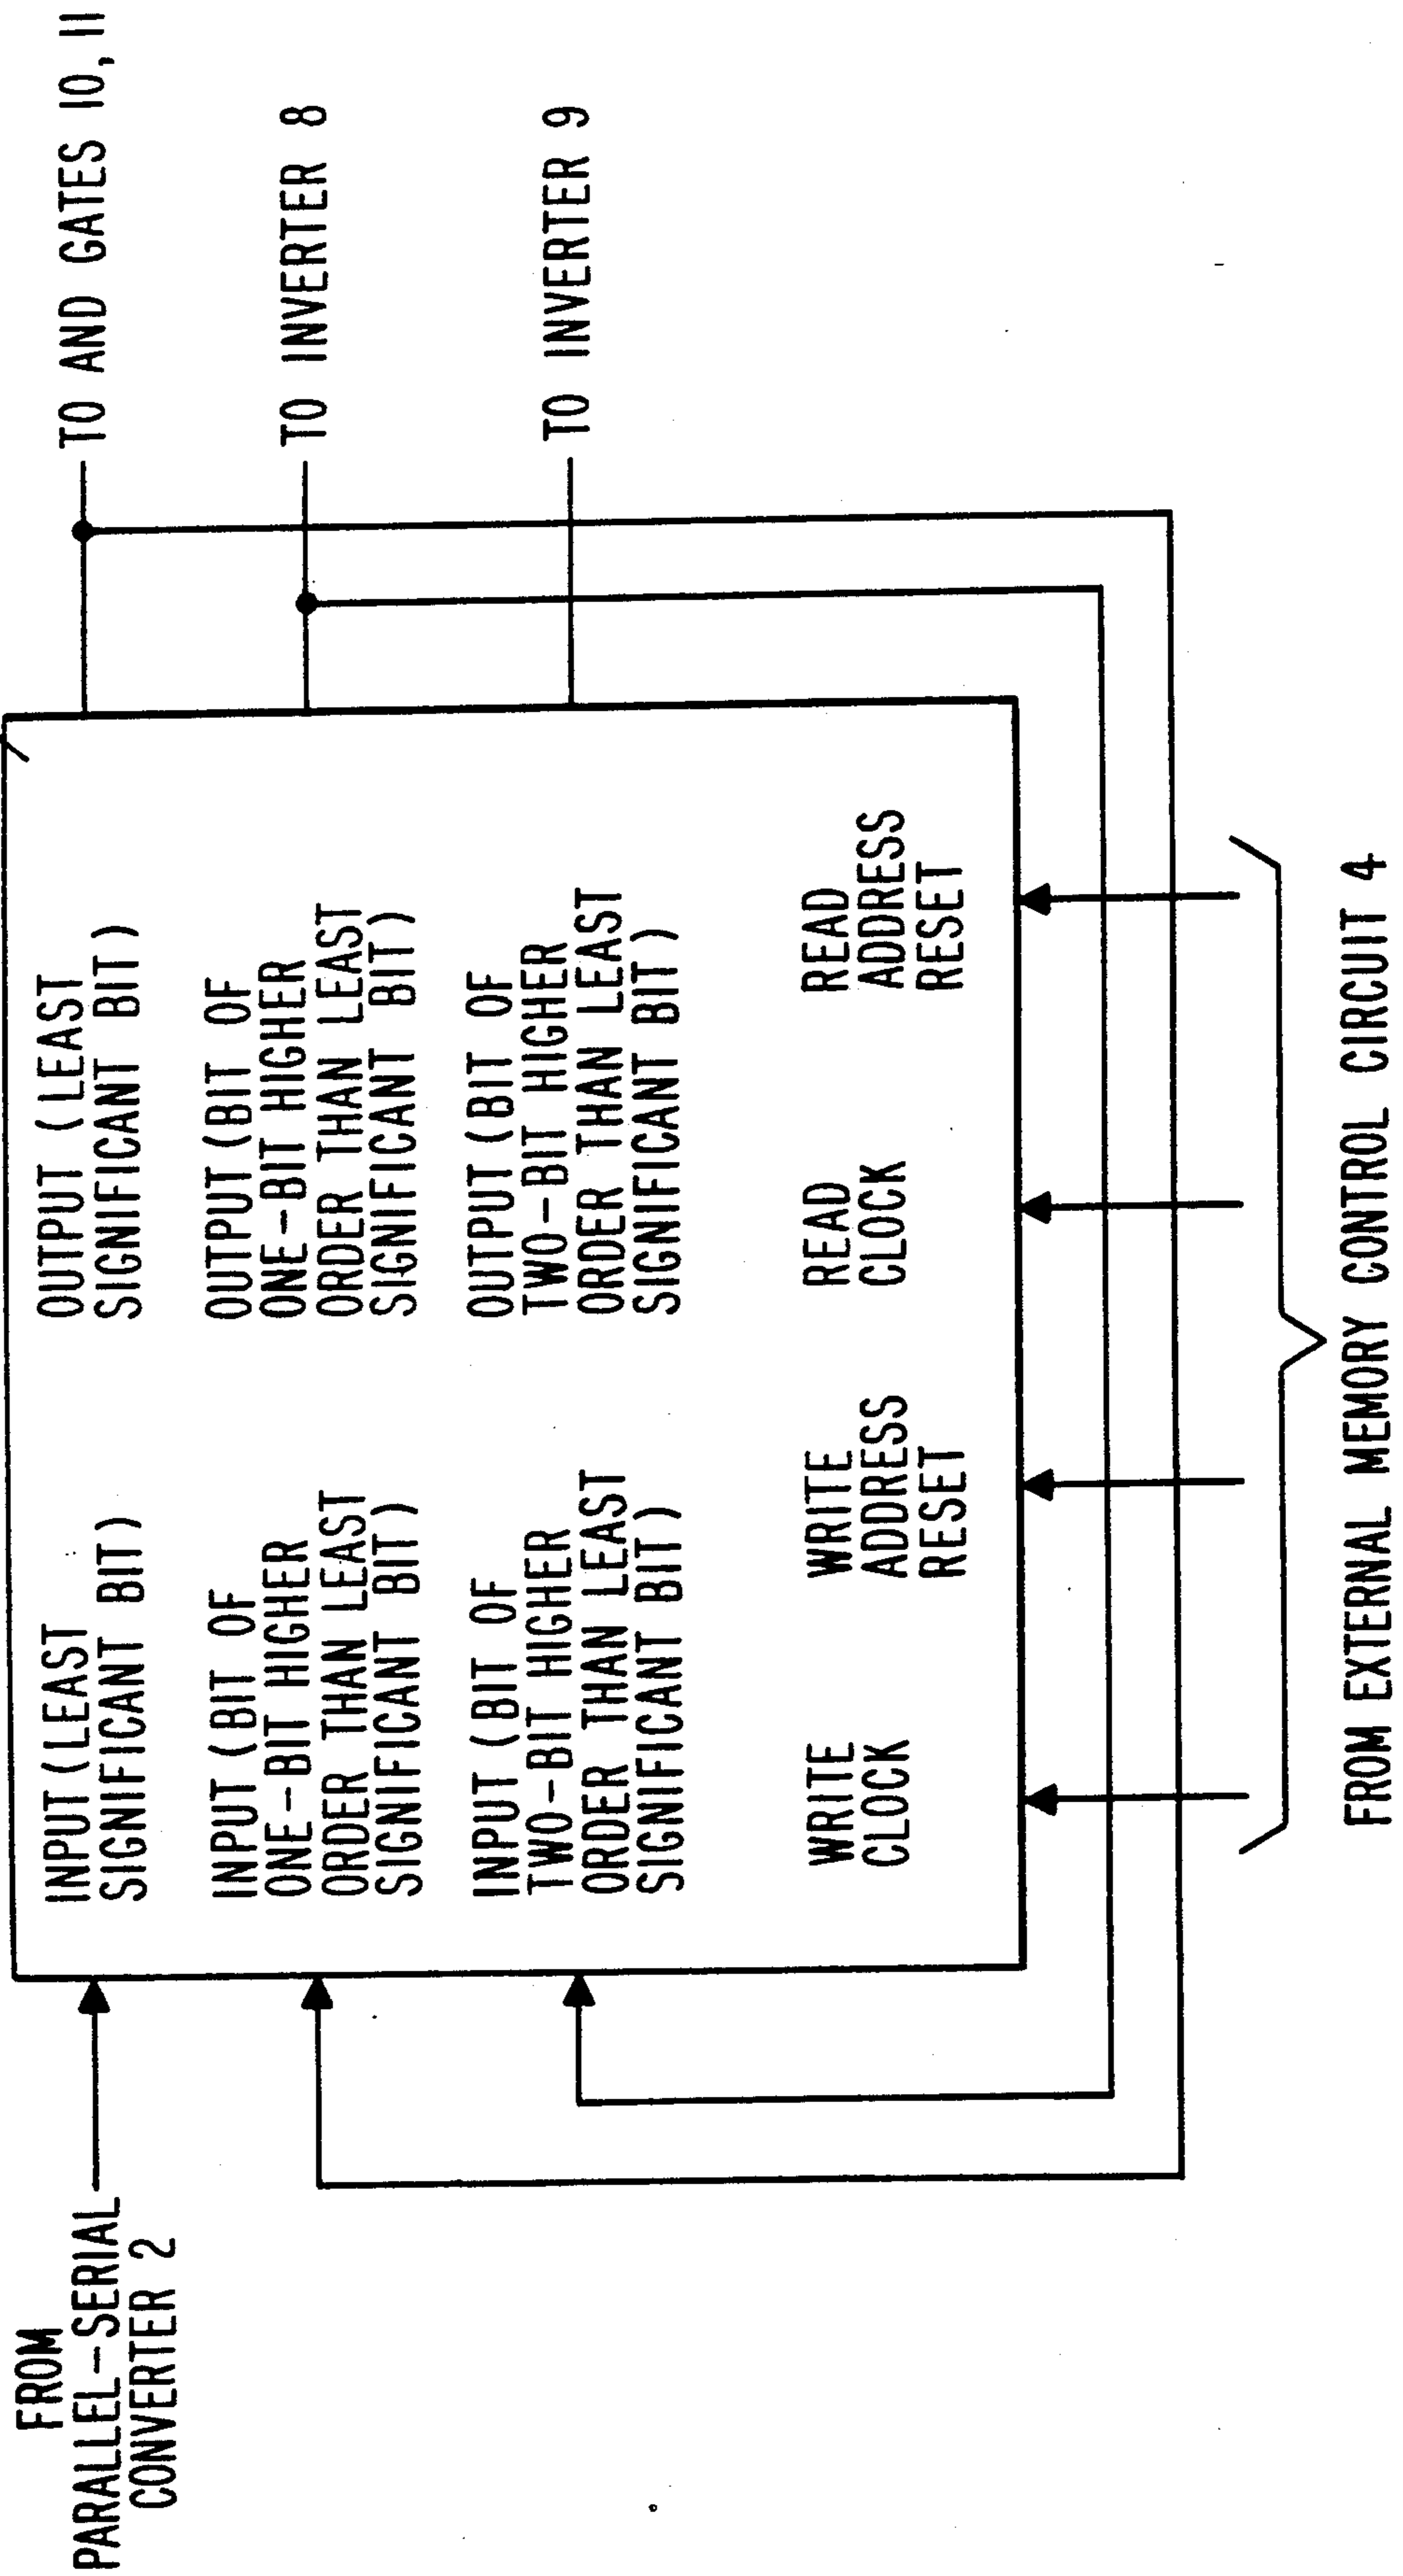 FROM
PARALLEL-SERIAL
CONVERTER 2
INPUT (LEAST
SIGNIFICANT BIT)
INPUT (BIT OF
ONE-BIT HIGHER
ORDER THAN LEAST
SIGNIFICANT BIT)
INPUT (BIT OF
TWO-BIT HIGHER
ORDER THAN LEAST
SIGNIFICANT BIT)
OUTPUT (LEAST
SIGNIFICANT BIT)
OUTPUT (BIT OF
ONE-BIT HIGHER
ORDER THAN LEAST
SIGNIFICANT BIT)
OUTPUT (BIT OF
TWO-BIT HIGHER
ORDER THAN LEAST
SIGNIFICANT BIT)
WRITE
CLOCK
WRITE
ADDRESS
RESET
READ
CLOCK
READ
ADDRESS
RESET
TO AND GATES 10, 11
TO INVERTER 8
TO INVERTER 9
FROM EXTERNAL MEMORY CONTROL CIRCUIT 4